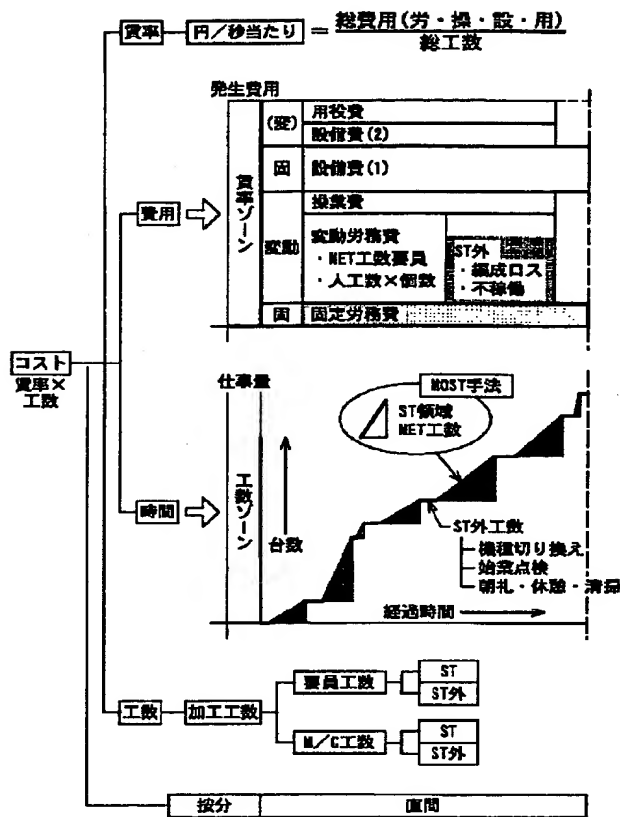 賃率 円/秒当たり = 総費用(労・操・設・用)
総工数
発生費用
賃率ゾーン
(変) 用役費
設備費(2)
固 設備費(1)
費用
操業費
変動 変動労務費
・NET工数要員
・人工数×個数
ST外
・編成ロス
・不稼働
固 固定労務費
コスト
賃率×
工数
仕事量
MOST手法
ST領域
NET工数
工数ゾーン
時間
台数
ST外工数
機種切り換え
始業点検
朝礼・休憩・清掃
経過時間
工数 加工工数
要員工数
ST
ST外
M/C工数
ST
ST外
按分 直間